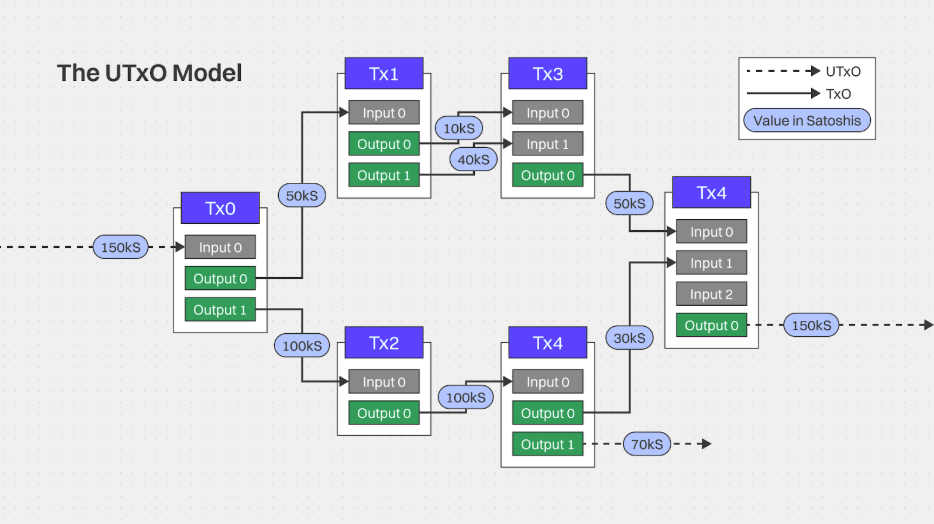 The UTxO Model
UTxO
TxO
Value in Satoshis
Tx1
Input 0
Output 0
Output 1
10kS
40kS
Tx3
Input 0
Input 1
Output 0
50kS
150kS
Tx0
Input 0
Output 0
Output 1
50kS
100kS
Tx4
Input 0
Input 1
Input 2
Output 0
150kS
Tx2
Input 0
Output 0
100kS
Tx4
Input 0
Output 0
Output 1
30kS
70kS